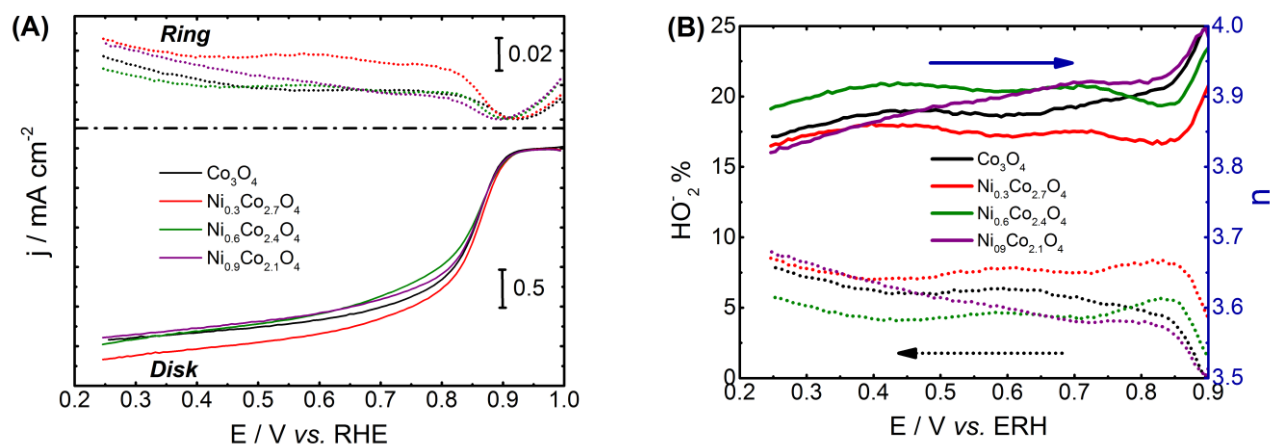 (A)
Ring
0.02
j / mA cm⁻²
Co₃O₄
Ni₀.₃Co₂.₇O₄
Ni₀.₆Co₂.₄O₄
Ni₀.₉Co₂.₁O₄
0.5
Disk
0.2 0.3 0.4 0.5 0.6 0.7 0.8 0.9 1.0
E / V vs. RHE
(B)
HO₂⁻ %
25
20
15
10
5
0
Co₃O₄
Ni₀.₃Co₂.₇O₄
Ni₀.₆Co₂.₄O₄
Ni₀₉Co₂.₁O₄
4.0
3.9
3.8
3.7
3.6
3.5
n
0.2 0.3 0.4 0.5 0.6 0.7 0.8 0.9
E / V vs. ERH